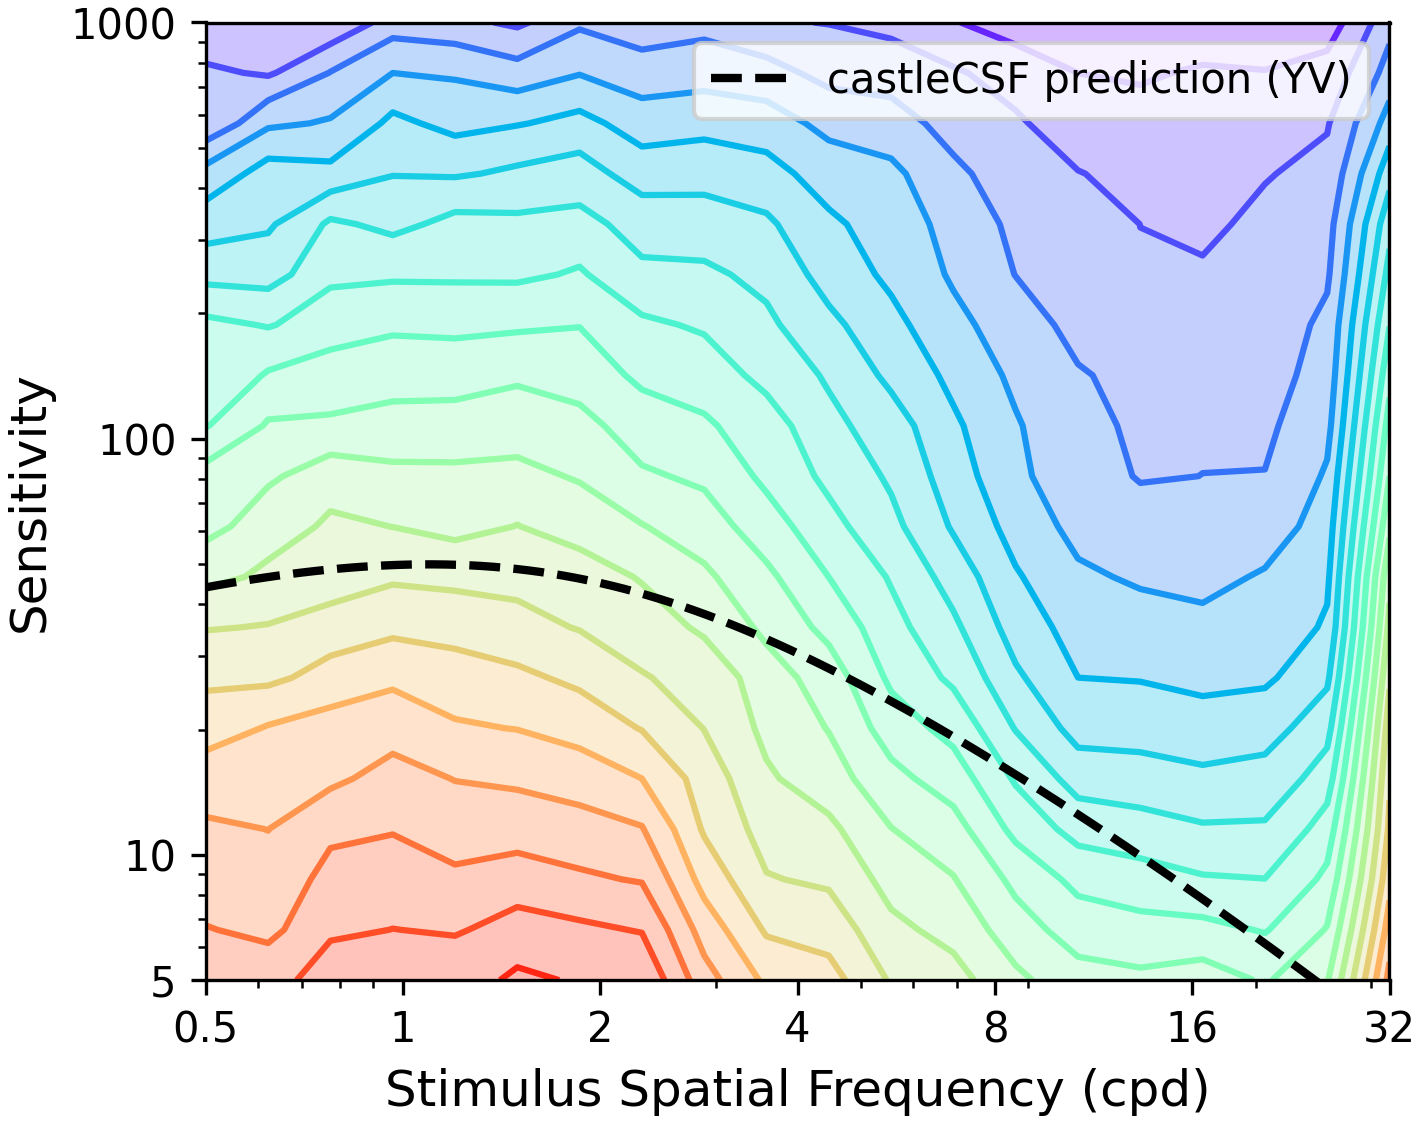 1000
100
10
5
Sensitivity
castleCSF prediction (YV)
0.5 1 2 4 8 16 32
Stimulus Spatial Frequency (cpd)